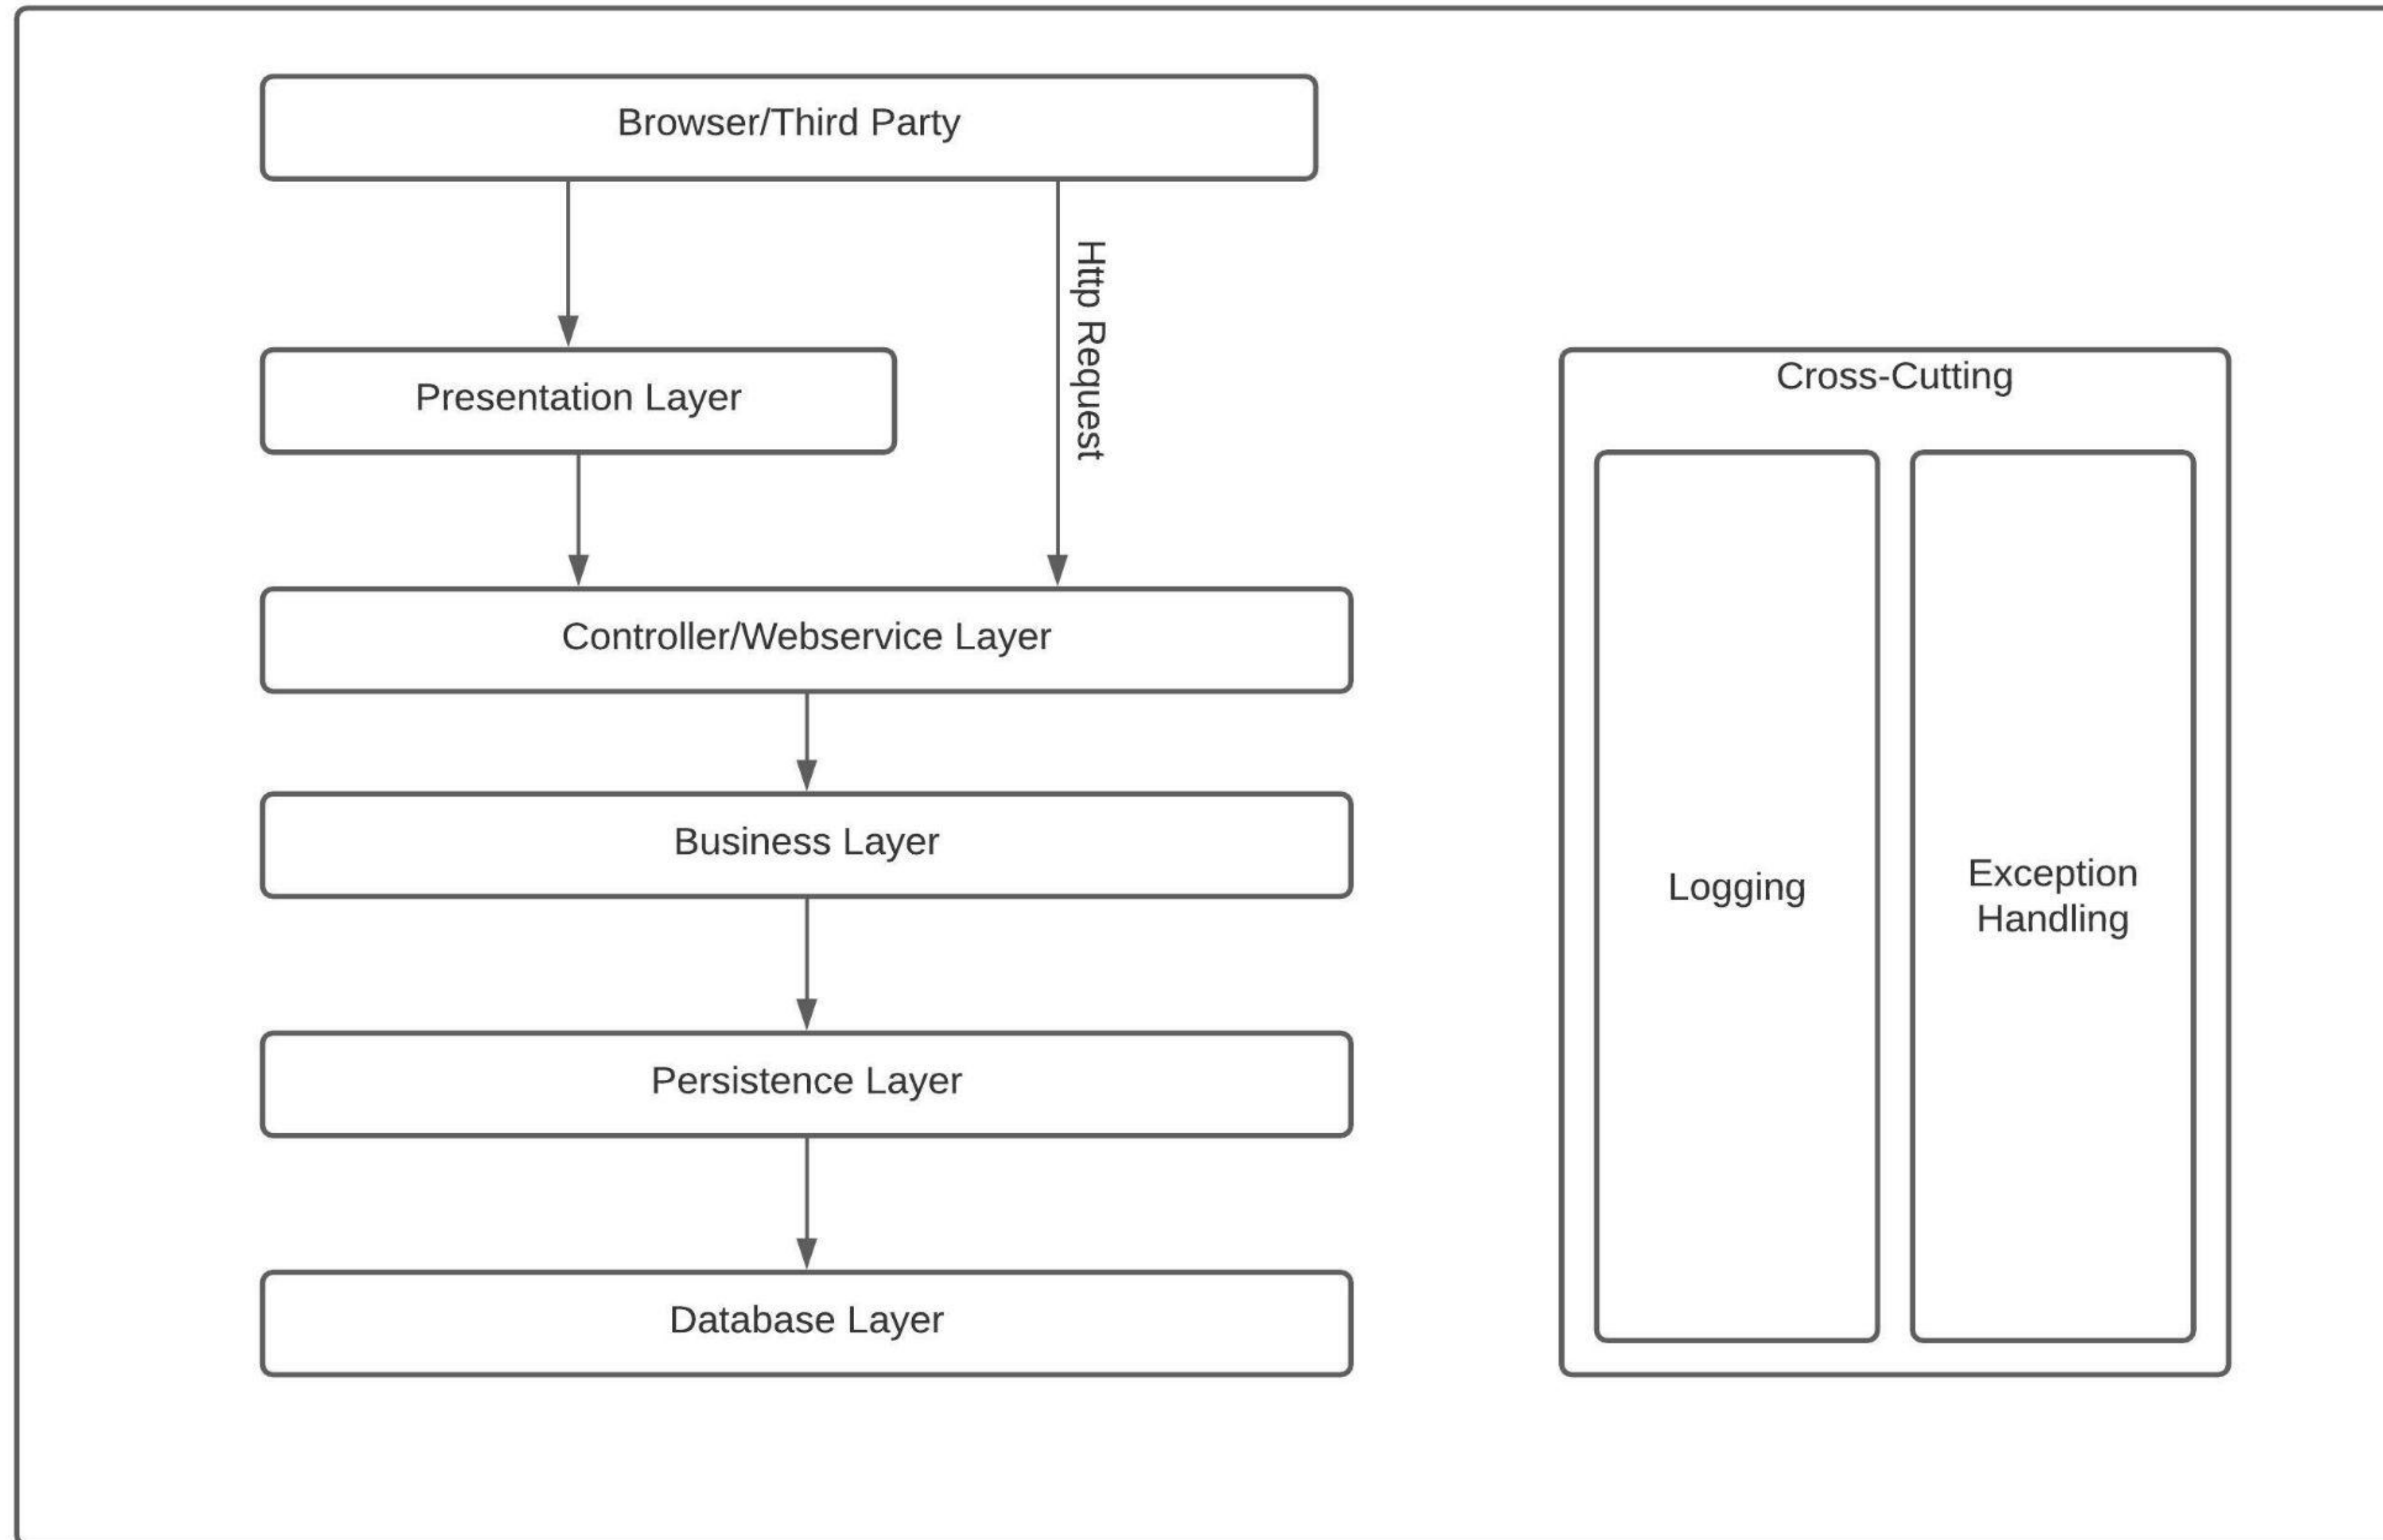 Browser/Third Party
Http Request
Presentation Layer
Cross-Cutting
Controller/Webservice Layer
Business Layer
Logging
Exception
Handling
Persistence Layer
Database Layer